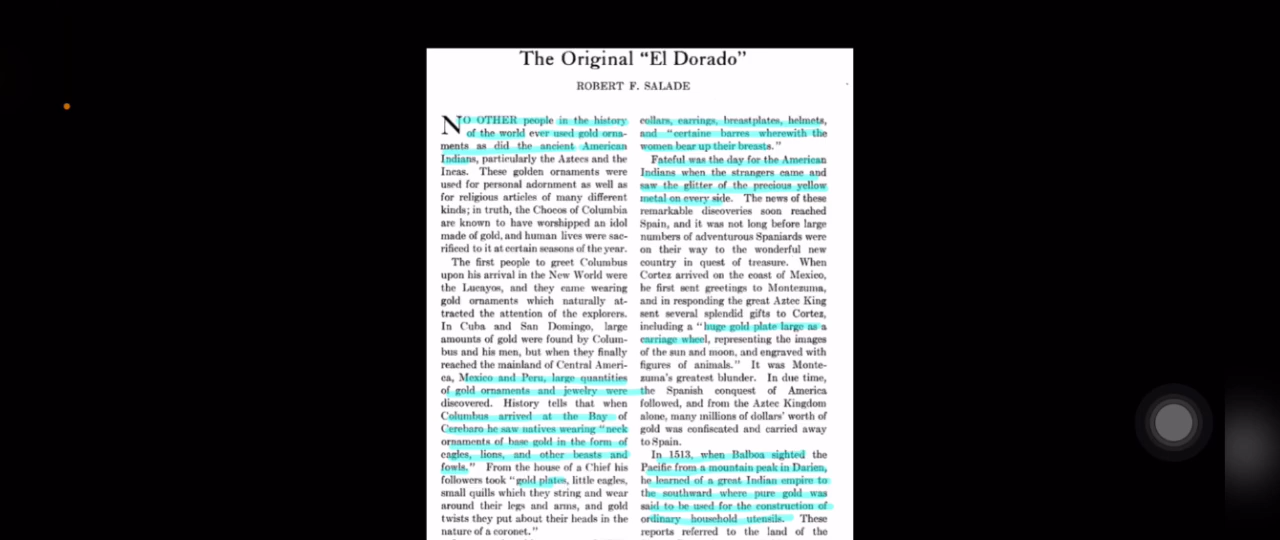 The Original "El Dorado"
ROBERT F. SALADE
NO OTHER people in the history
of the world ever used gold orna-
ments as did the ancient American
Indians, particularly the Aztecs and the
Incas. These golden ornaments were
used for personal adornment as well as
for religious articles of many different
kinds; in truth, the Chocos of Columbia
are known to have worshipped an idol
made of gold, and human lives were sac-
rificed to it at certain seasons of the year.
The first people to greet Columbus
upon his arrival in the New World were
the Lucayos, and they came wearing
gold ornaments which naturally at-
tracted the attention of the explorers.
In Cuba and San Domingo, large
amounts of gold were found by Colum-
bus and his men, but when they finally
reached the mainland of Central Ameri-
ca, Mexico and Peru, large quantities
of gold ornaments and jewelry were
discovered. History tells that when
Columbus arrived at the Bay of
Cerebaro he saw natives wearing "neck
ornaments of base gold in the form of
eagles, lions, and other beasts and
fowls." From the house of a Chief his
followers took "gold plates, little eagles,
small quills which they string and wear
around their legs and arms, and gold
twists they put about their heads in the
nature of a coronet."
collars, earrings, breastplates, helmets,
and "certaine barres wherewith the
women bear up their breasts."
Fateful was the day for the American
Indians when the strangers came and
saw the glitter of the precious yellow
metal on every side. The news of these
remarkable discoveries soon reached
Spain, and it was not long before large
numbers of adventurous Spaniards were
on their way to the wonderful new
country in quest of treasure. When
Cortez arrived on the coast of Mexico,
he first sent greetings to Montezuma,
and in responding the great Aztec King
sent several splendid gifts to Cortez,
including a "huge gold plate large as a
carriage wheel, representing the images
of the sun and moon, and engraved with
figures of animals." It was Monte-
zuma's greatest blunder. In due time,
the Spanish conquest of America
followed, and from the Aztec Kingdom
alone, many millions of dollars' worth of
gold was confiscated and carried away
to Spain.
In 1513, when Balboa sighted the
Pacific from a mountain peak in Darien,
he learned of a great Indian empire to
the southward where pure gold was
said to be used for the construction of
ordinary household utensils. These
reports referred to the land of the